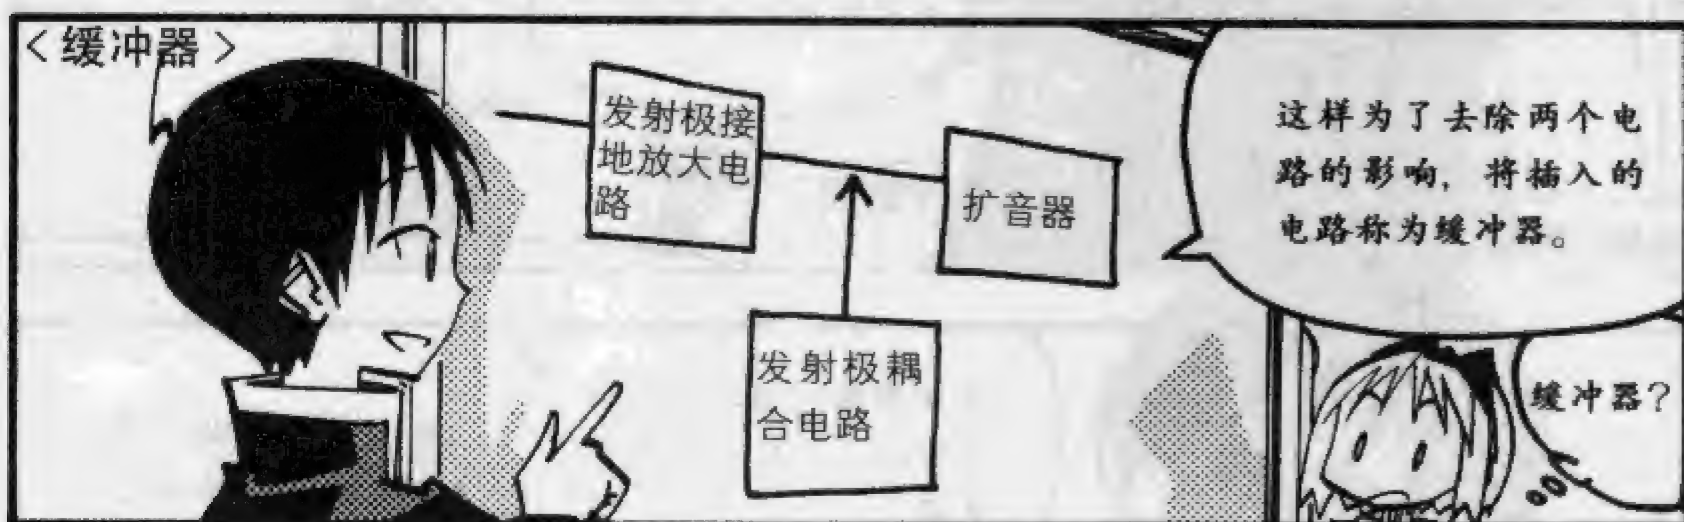 <缓冲器>
发射极接
地放大电
路
扩音器
发射极耦
合电路
这样为了去除两个电
路的影响，将插入的
电路称为缓冲器。
缓冲器？